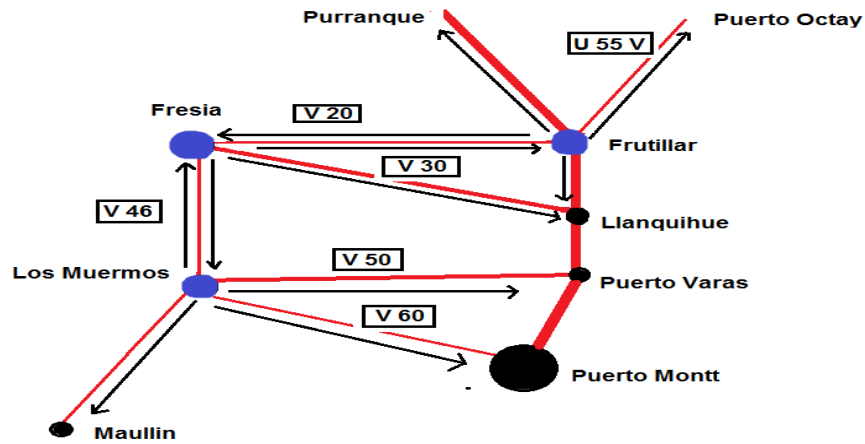 Purranque
Puerto Octay
U 55 V
Fresia
V 20
Frutillar
V 30
V 46
Llanquihue
Los Muermos
V 50
Puerto Varas
V 60
Puerto Montt
Maullin